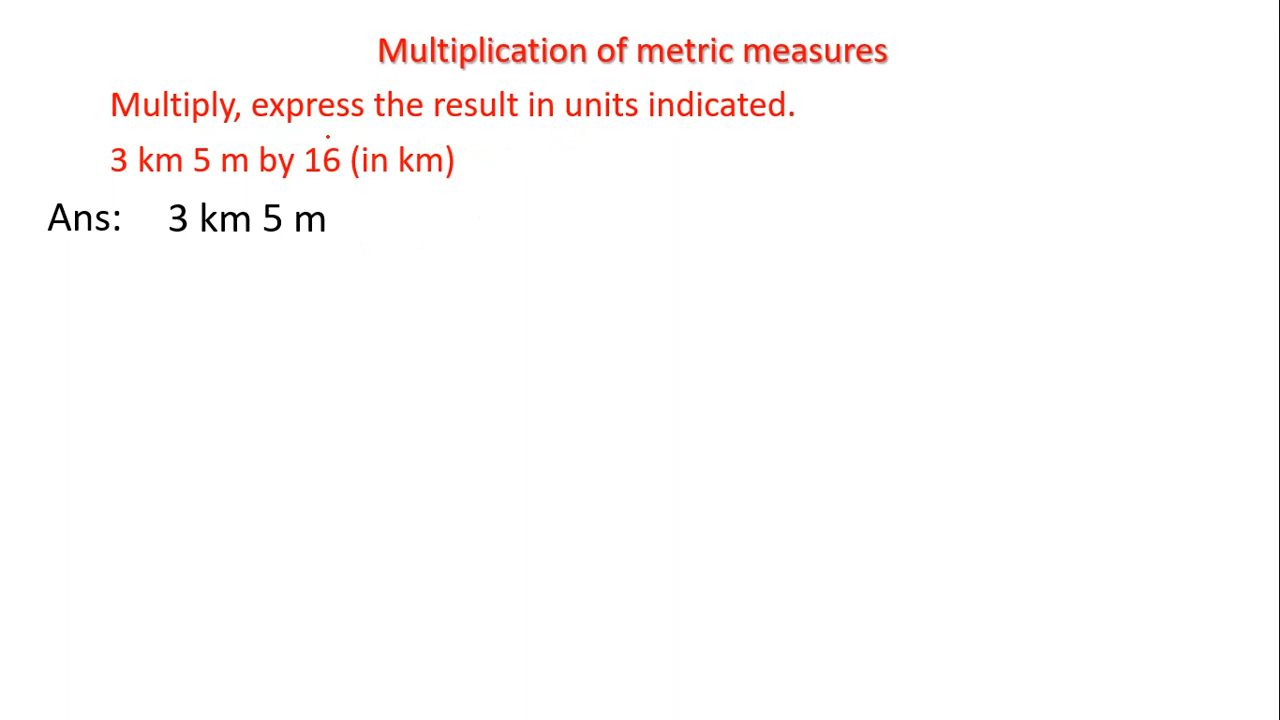 Multiplication of metric measures
Multiply, express the result in units indicated.
3 km 5 m by 16 (in km)
Ans: 3 km 5 m